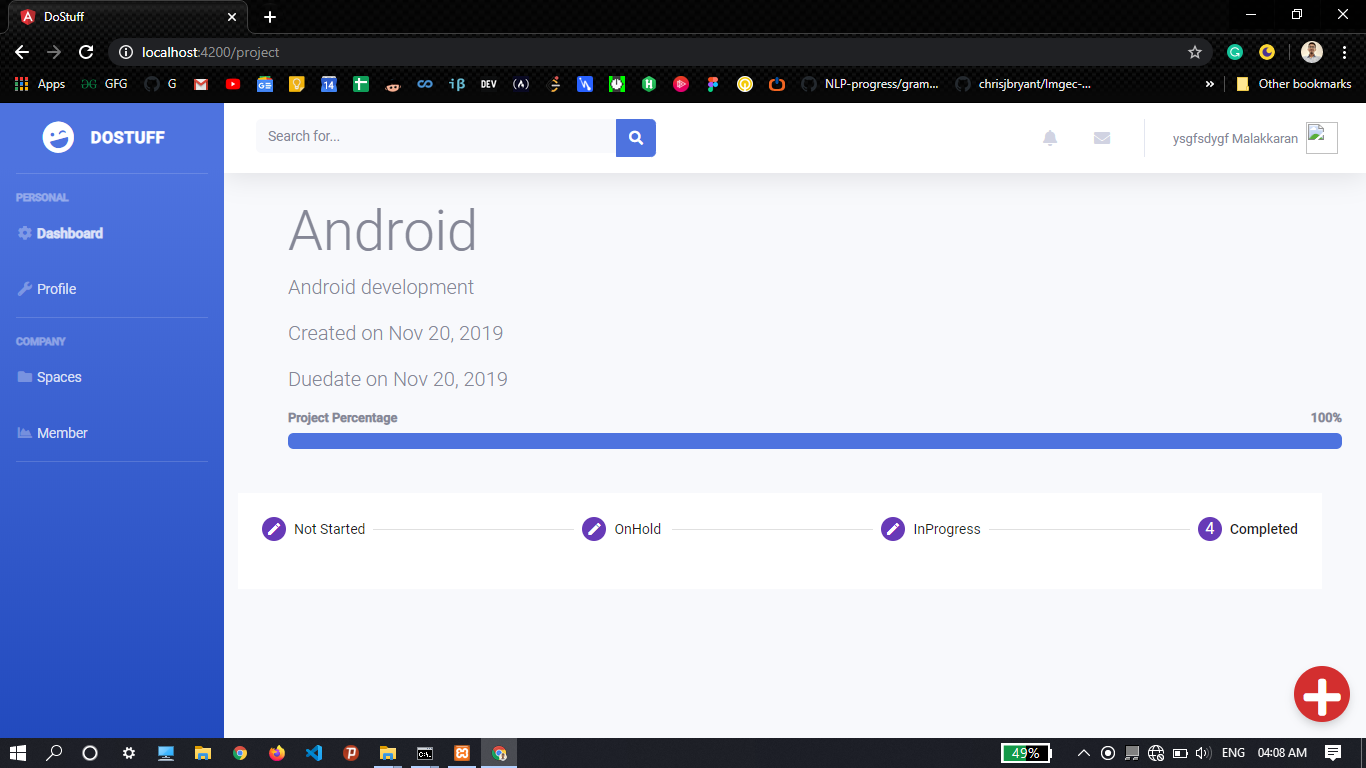 DoStuff
localhost:4200/project
Apps
GFG
G
DEV
NLP-progress/gram...
chrisjbryant/lmgec-...
»
Other bookmarks
DOSTUFF
Search for...
ysgfsdygf Malakkaran
PERSONAL
Dashboard
Profile
COMPANY
Spaces
Member
Android
Android development
Created on Nov 20, 2019
Duedate on Nov 20, 2019
Project Percentage 100%
Not Started
OnHold
InProgress
4 Completed
49%
ENG
04:08 AM